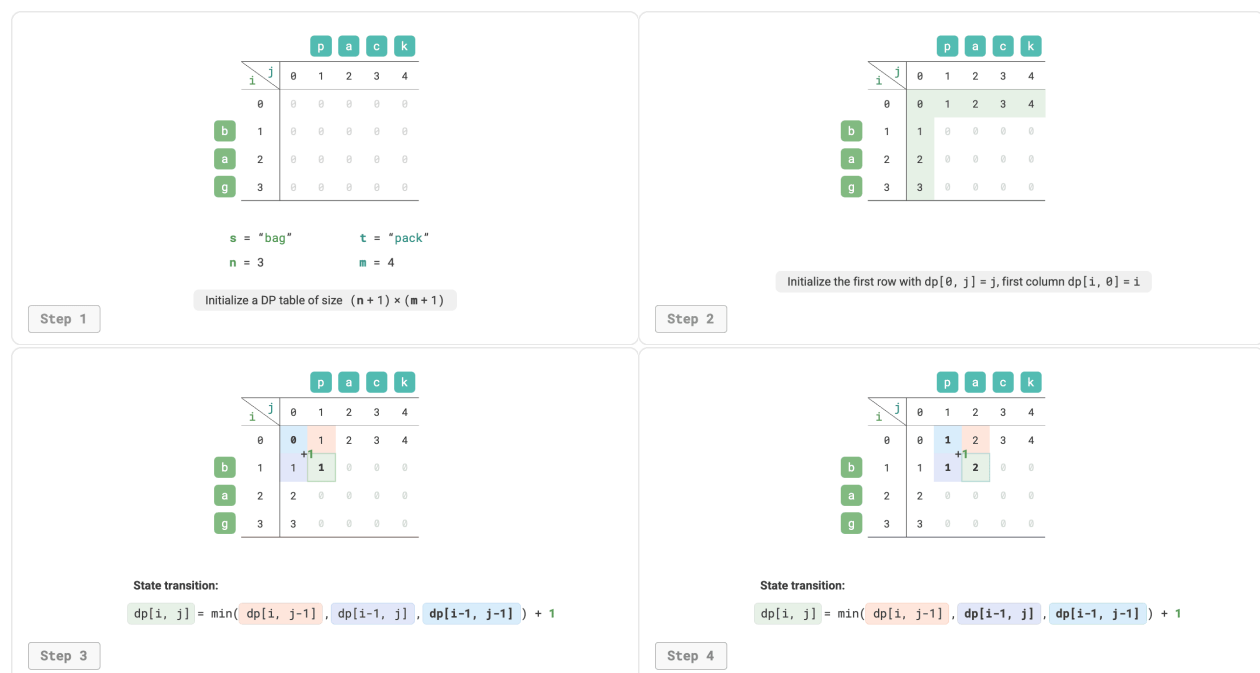 p a c k
j
i
0 1 2 3 4
0 0 0 0 0 0
b 1 0 0 0 0 0
a 2 0 0 0 0 0
g 3 0 0 0 0 0
s = “bag” t = “pack”
n = 3 m = 4
Initialize a DP table of size (n + 1) × (m + 1)
Step 1
p a c k
j
i
0 1 2 3 4
0 0 1 2 3 4
b 1 1 0 0 0 0
a 2 2 0 0 0 0
g 3 3 0 0 0 0
Initialize the first row with dp[0, j] = j, first column dp[i, 0] = i
Step 2
p a c k
j
i
0 1 2 3 4
0 0 1 2 3 4
+1
b 1 1 1 0 0 0
a 2 2 0 0 0 0
g 3 3 0 0 0 0
State transition:
dp[i, j] = min( dp[i, j-1] , dp[i-1, j] , dp[i-1, j-1] ) + 1
Step 3
p a c k
j
i
0 1 2 3 4
0 0 1 2 3 4
+1
b 1 1 1 2 0 0
a 2 2 0 0 0 0
g 3 3 0 0 0 0
State transition:
dp[i, j] = min( dp[i, j-1] , dp[i-1, j] , dp[i-1, j-1] ) + 1
Step 4